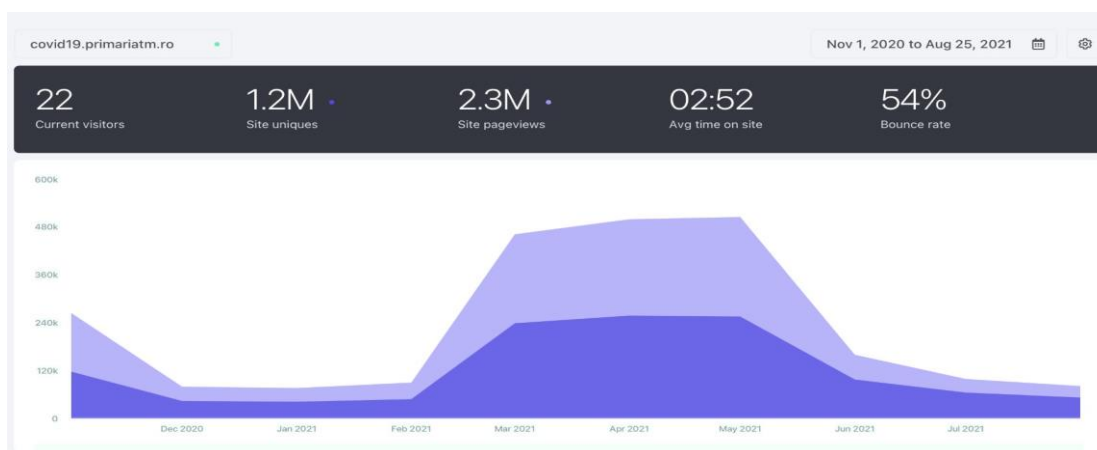 covid19.primariatm.ro
Nov 1, 2020 to Aug 25, 2021
22
Current visitors
1.2M
Site uniques
2.3M
Site pageviews
02:52
Avg time on site
54%
Bounce rate
600k
480k
360k
240k
120k
0
Dec 2020 Jan 2021 Feb 2021 Mar 2021 Apr 2021 May 2021 Jun 2021 Jul 2021